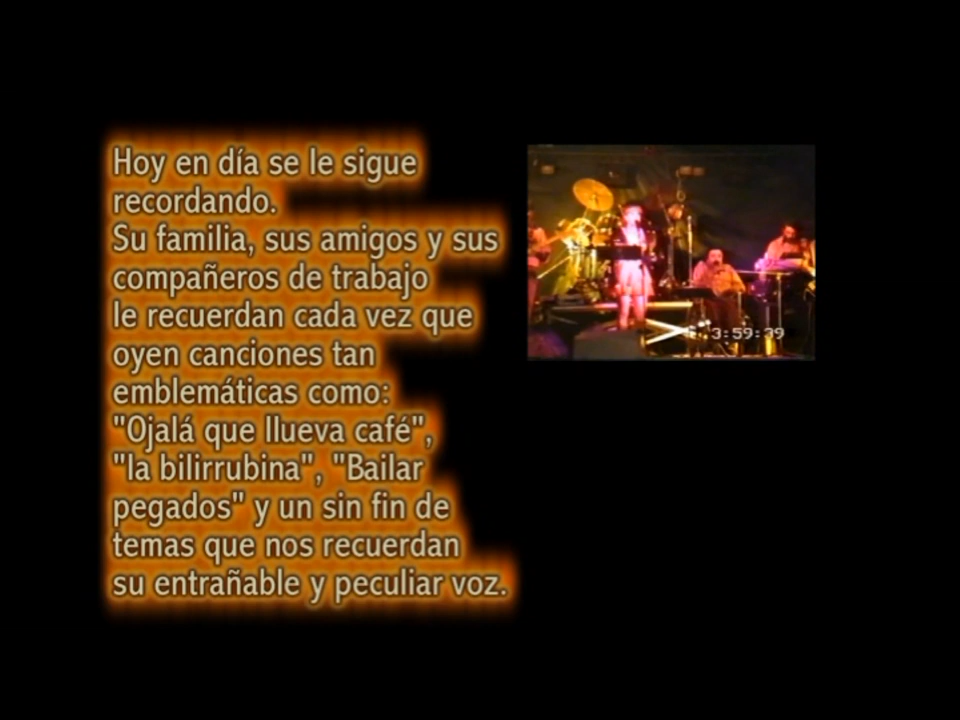 Hoy en día se le sigue
recordando.
Su familia, sus amigos y sus
compañeros de trabajo
le recuerdan cada vez que
oyen canciones tan
emblemáticas como:
"Ojalá que llueva café",
"la bilirrubina", "Bailar
pegados" y un sin fin de
temas que nos recuerdan
su entrañable y peculiar voz.
3:59:39